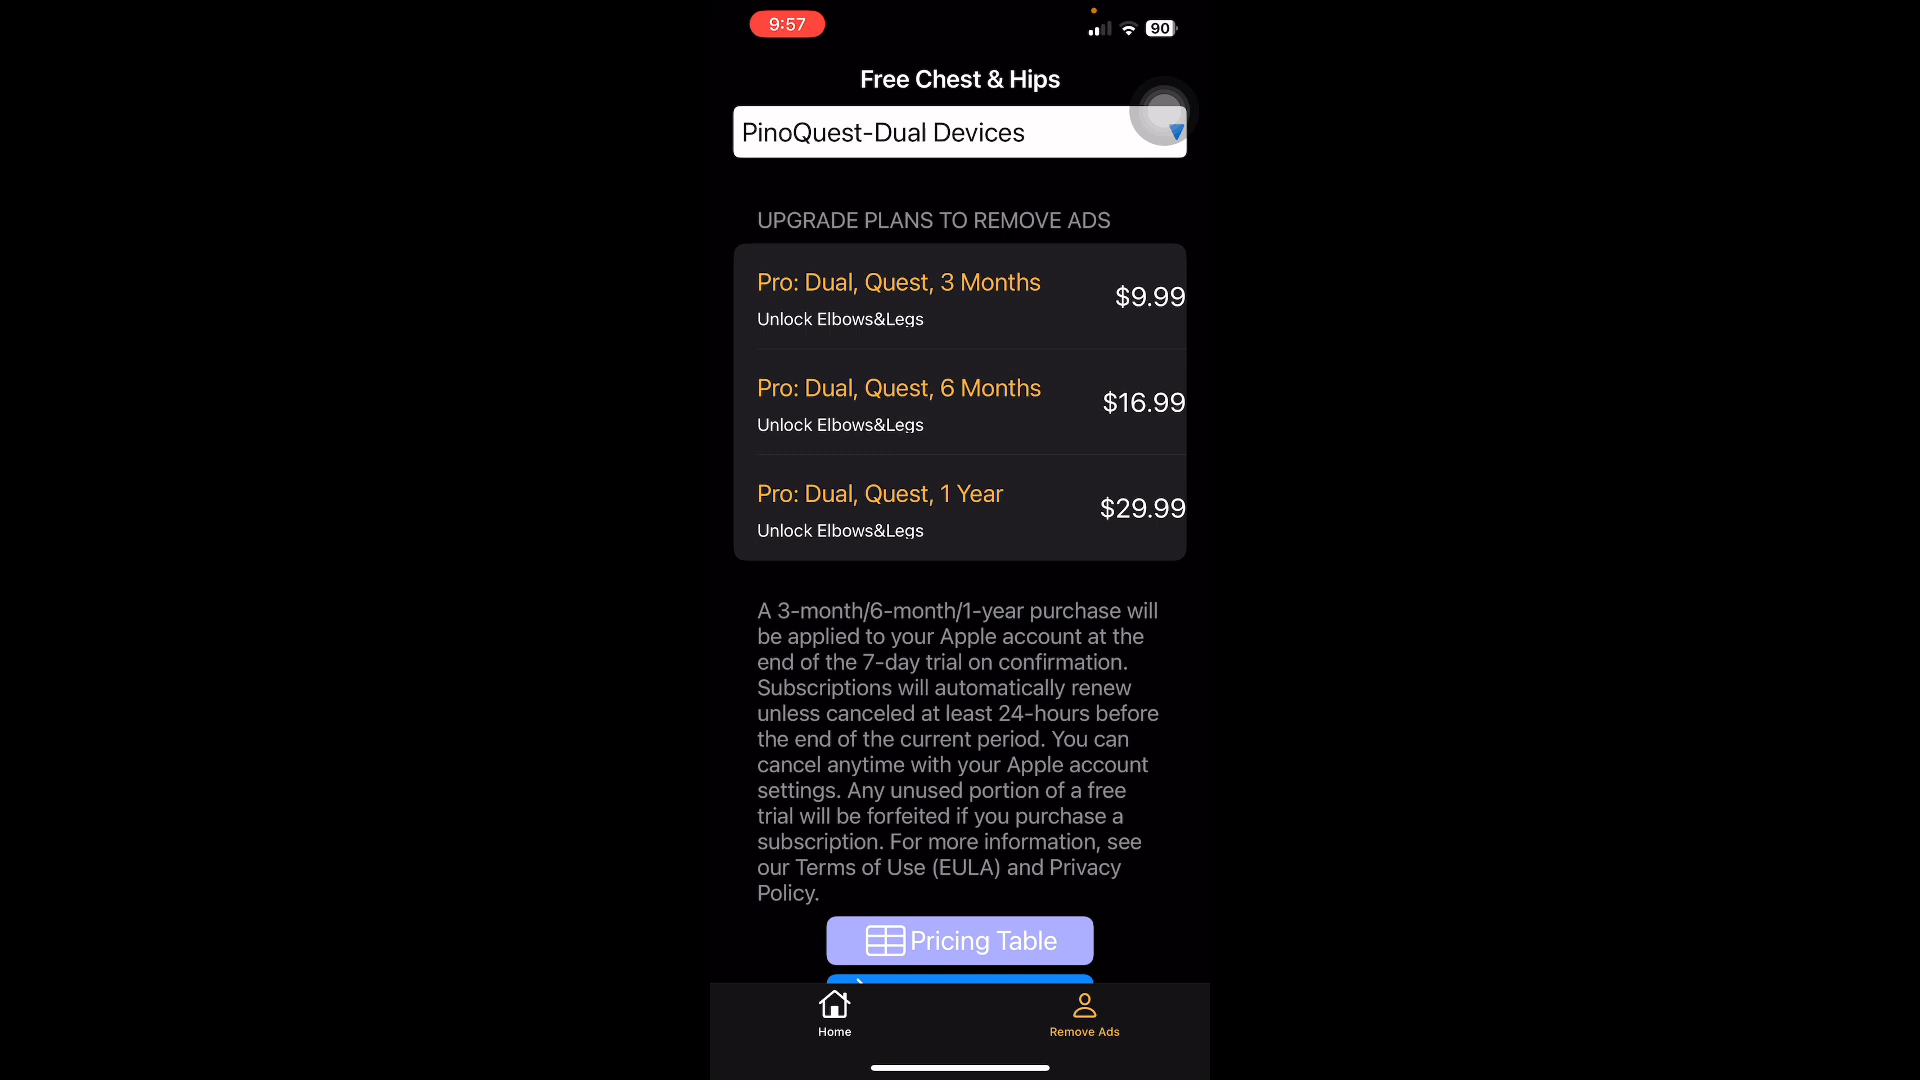 9:57
90
Free Chest & Hips
PinoQuest-Dual Devices
UPGRADE PLANS TO REMOVE ADS
Pro: Dual, Quest, 3 Months
$9.99
Unlock Elbows&Legs
Pro: Dual, Quest, 6 Months
$16.99
Unlock Elbows&Legs
Pro: Dual, Quest, 1 Year
$29.99
Unlock Elbows&Legs
A 3-month/6-month/1-year purchase will
be applied to your Apple account at the
end of the 7-day trial on confirmation.
Subscriptions will automatically renew
unless canceled at least 24-hours before
the end of the current period. You can
cancel anytime with your Apple account
settings. Any unused portion of a free
trial will be forfeited if you purchase a
subscription. For more information, see
our Terms of Use (EULA) and Privacy
Policy.
Pricing Table
Home
Remove Ads